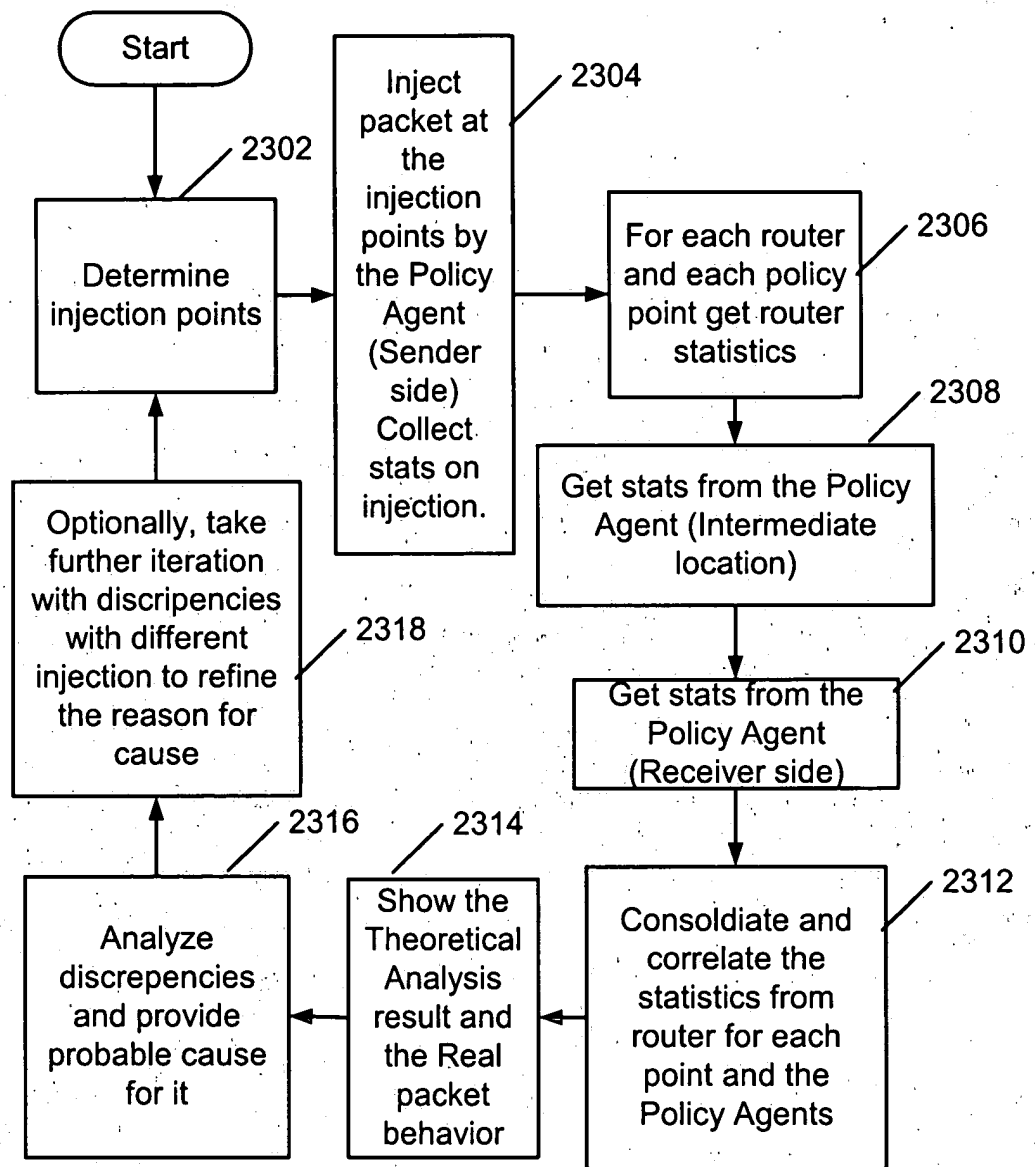 Start
2302
Determine
injection points
2304
Inject
packet at
the
injection
points by
the Policy
Agent
(Sender
side)
Collect
stats on
injection.
2306
For each router
and each policy
point get router
statistics
2308
Get stats from the Policy
Agent (Intermediate
location)
2310
Get stats from the
Policy Agent
(Receiver side)
2312
Consoldiate and
correlate the
statistics from
router for each
point and the
Policy Agents
2314
Show the
Theoretical
Analysis
result and
the Real
packet
behavior
2316
Analyze
discrepencies
and provide
probable cause
for it
2318
Optionally, take
further iteration
with discripencies
with different
injection to refine
the reason for
cause